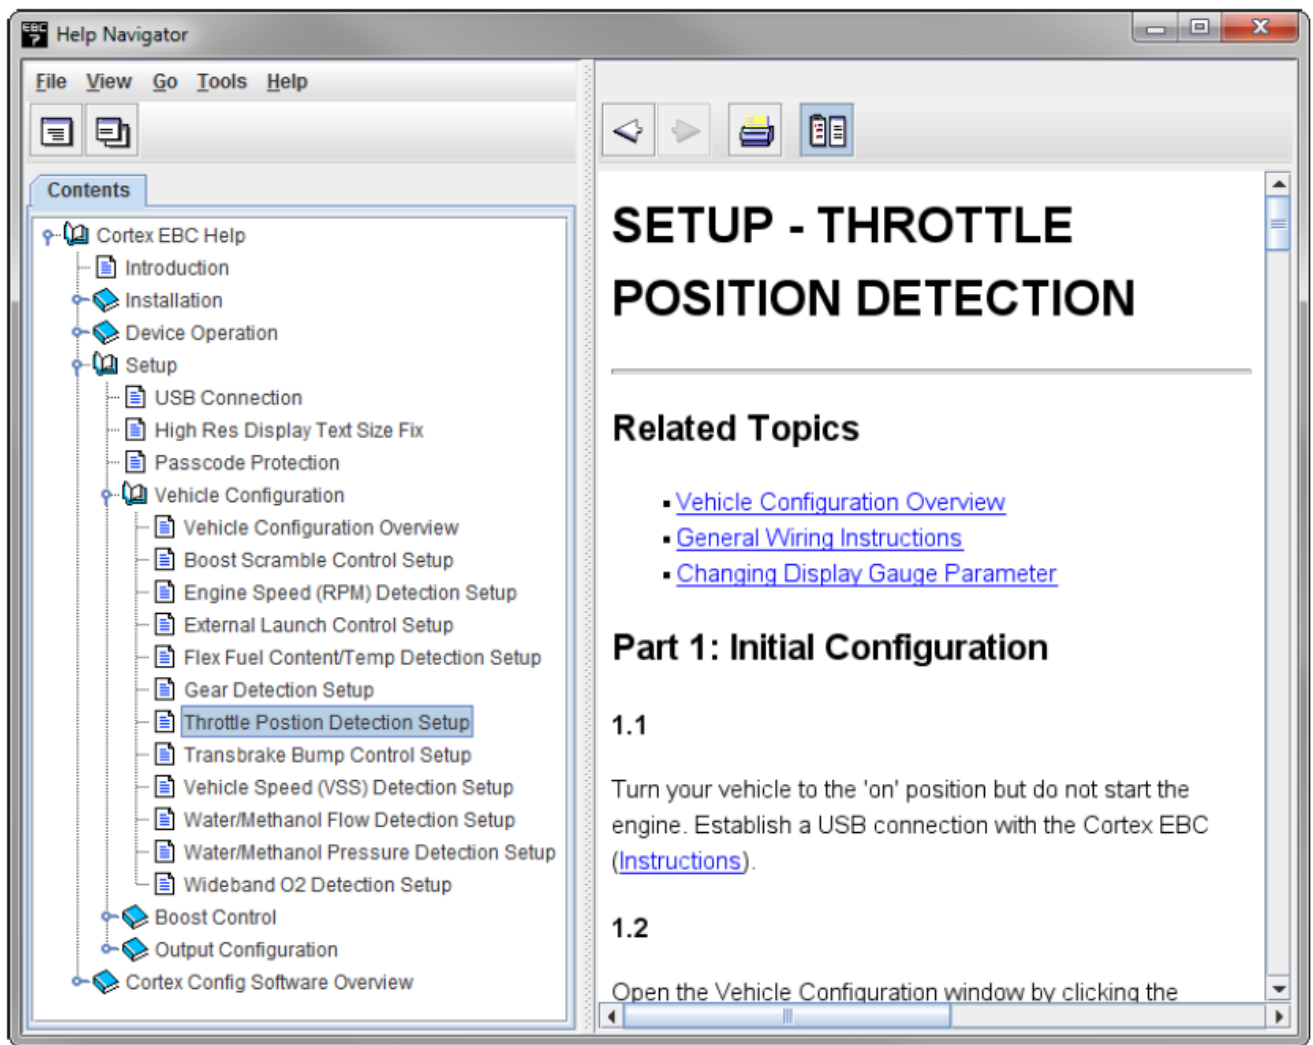 EBC
?
Help Navigator
File View Go Tools Help
Contents
Cortex EBC Help
Introduction
Installation
Device Operation
Setup
USB Connection
High Res Display Text Size Fix
Passcode Protection
Vehicle Configuration
Vehicle Configuration Overview
Boost Scramble Control Setup
Engine Speed (RPM) Detection Setup
External Launch Control Setup
Flex Fuel Content/Temp Detection Setup
Gear Detection Setup
Throttle Postion Detection Setup
Transbrake Bump Control Setup
Vehicle Speed (VSS) Detection Setup
Water/Methanol Flow Detection Setup
Water/Methanol Pressure Detection Setup
Wideband O2 Detection Setup
Boost Control
Output Configuration
Cortex Config Software Overview
SETUP - THROTTLE
POSITION DETECTION
Related Topics
Vehicle Configuration Overview
General Wiring Instructions
Changing Display Gauge Parameter
Part 1: Initial Configuration
1.1
Turn your vehicle to the 'on' position but do not start the
engine. Establish a USB connection with the Cortex EBC
(Instructions).
1.2
Open the Vehicle Configuration window by clicking the